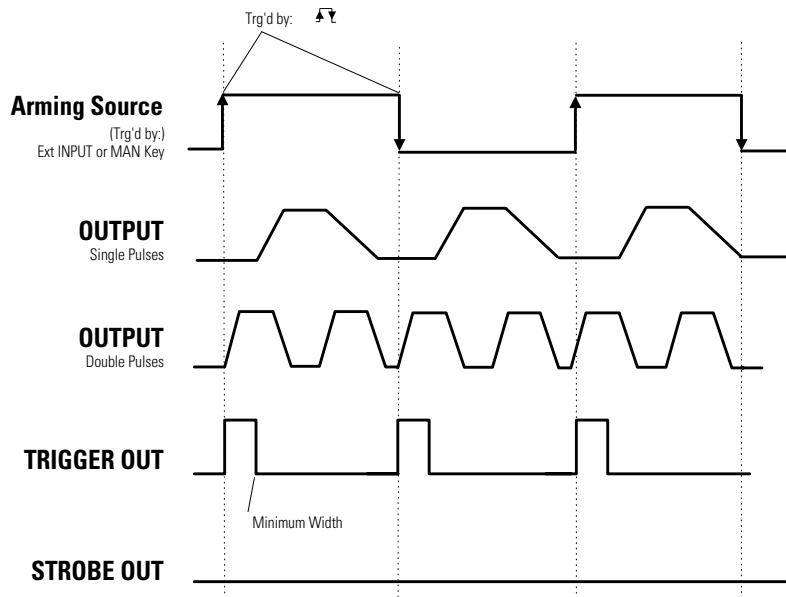 Trg'd by:
Arming Source
(Trg'd by:)
Ext INPUT or MAN Key
OUTPUT
Single Pulses
OUTPUT
Double Pulses
TRIGGER OUT
Minimum Width
STROBE OUT